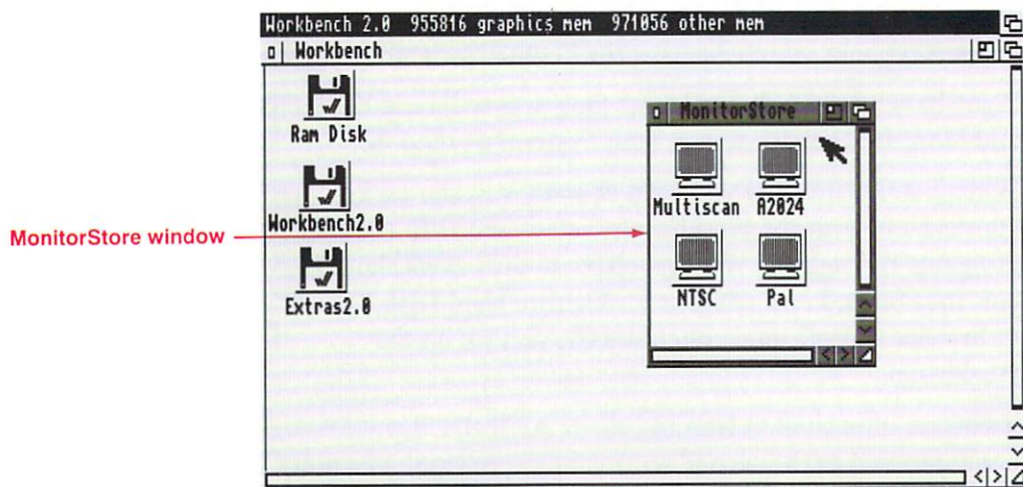 Workbench 2.0 955816 graphics mem 971056 other mem
Workbench
Ram Disk
MonitorStore
Multiscan A2024
Workbench2.0
MonitorStore window
NTSC Pal
Extras2.0